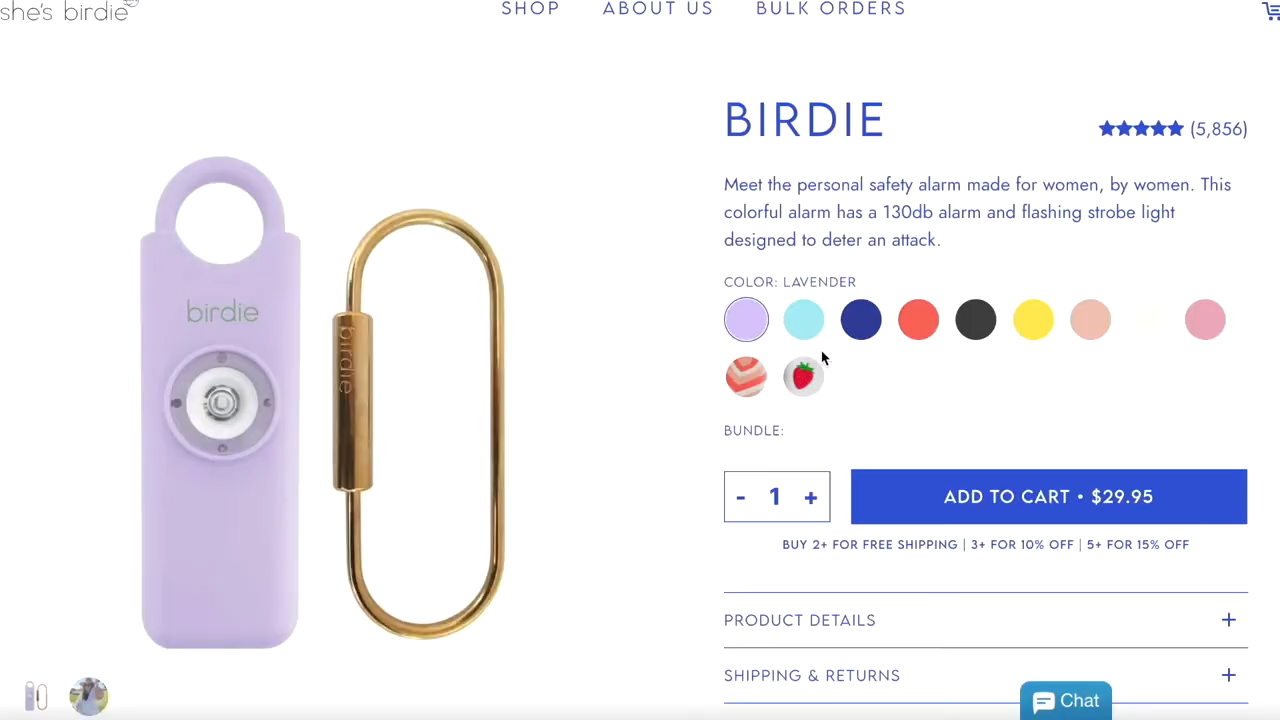 she's birdie
SHOP
ABOUT US
BULK ORDERS
BIRDIE
(5,856)
Meet the personal safety alarm made for women, by women. This
colorful alarm has a 130db alarm and flashing strobe light
designed to deter an attack.
COLOR: LAVENDER
birdie
birdie
BUNDLE:
- 1 +
ADD TO CART • $29.95
BUY 2+ FOR FREE SHIPPING | 3+ FOR 10% OFF | 5+ FOR 15% OFF
PRODUCT DETAILS +
SHIPPING & RETURNS +
Chat